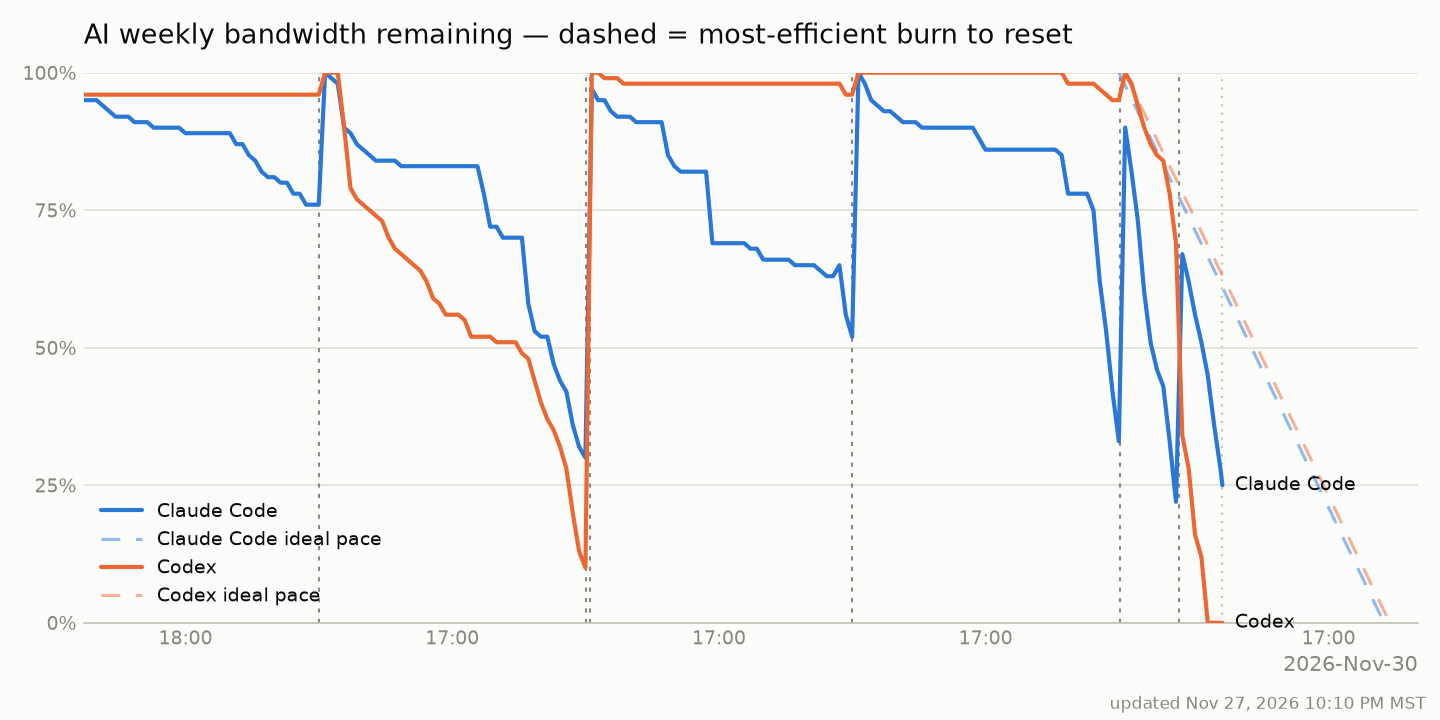 AI weekly bandwidth remaining — dashed = most-efficient burn to reset
100%
75%
50%
25%
0%
Claude Code
Claude Code ideal pace
Codex
Codex ideal pace
Claude Code
Codex
18:00
17:00
17:00
17:00
17:00
2026-Nov-30
updated Nov 27, 2026 10:10 PM MST